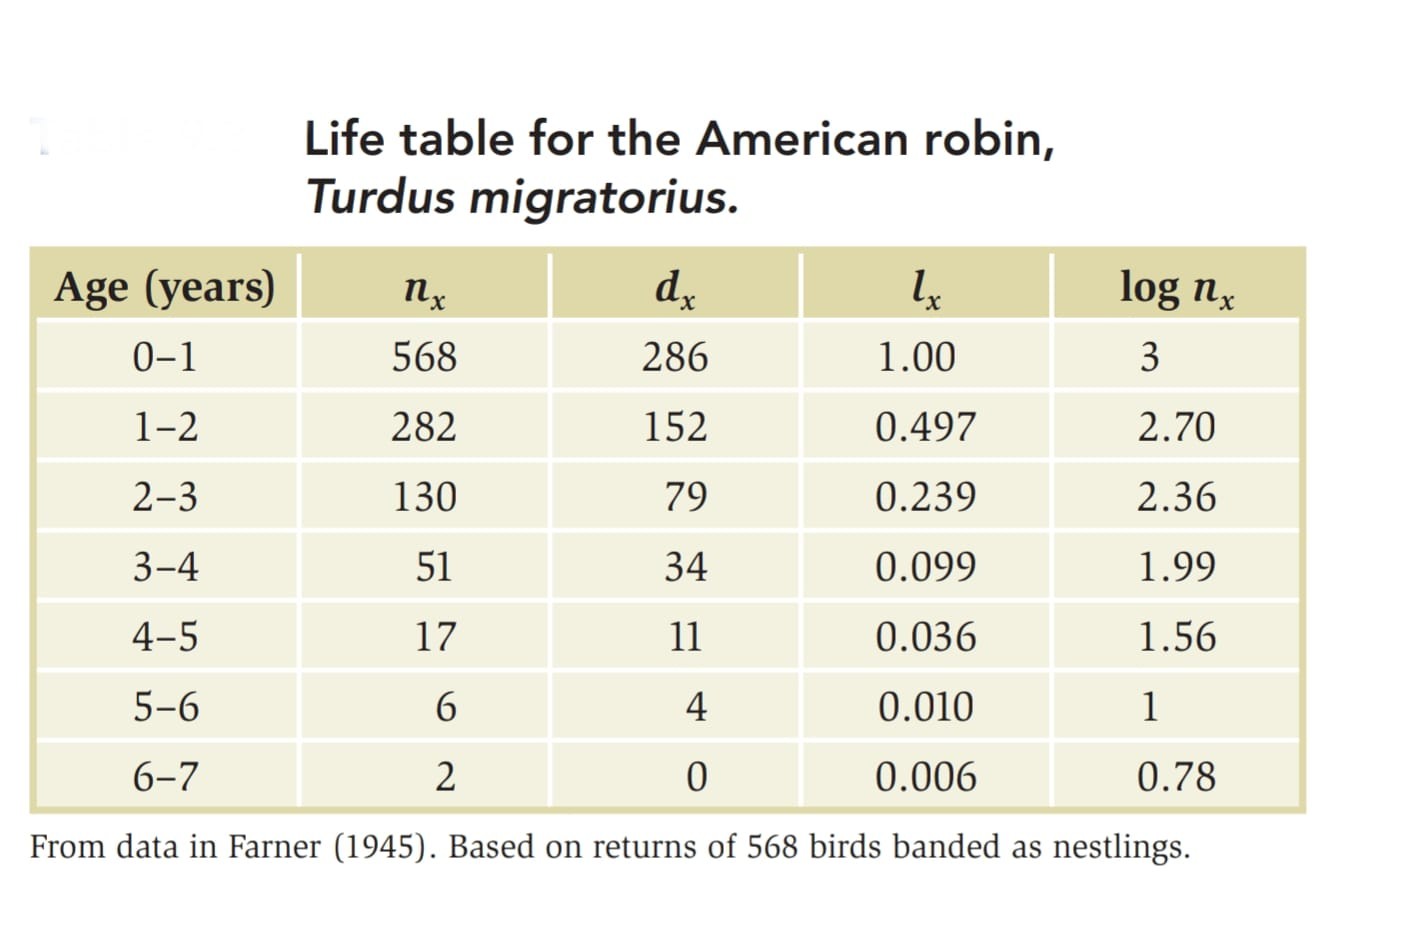 Life table for the American robin,
Turdus migratorius.
Age (years) nx dx lx log nx
0–1 568 286 1.00 3
1–2 282 152 0.497 2.70
2–3 130 79 0.239 2.36
3–4 51 34 0.099 1.99
4–5 17 11 0.036 1.56
5–6 6 4 0.010 1
6–7 2 0 0.006 0.78
From data in Farner (1945). Based on returns of 568 birds banded as nestlings.